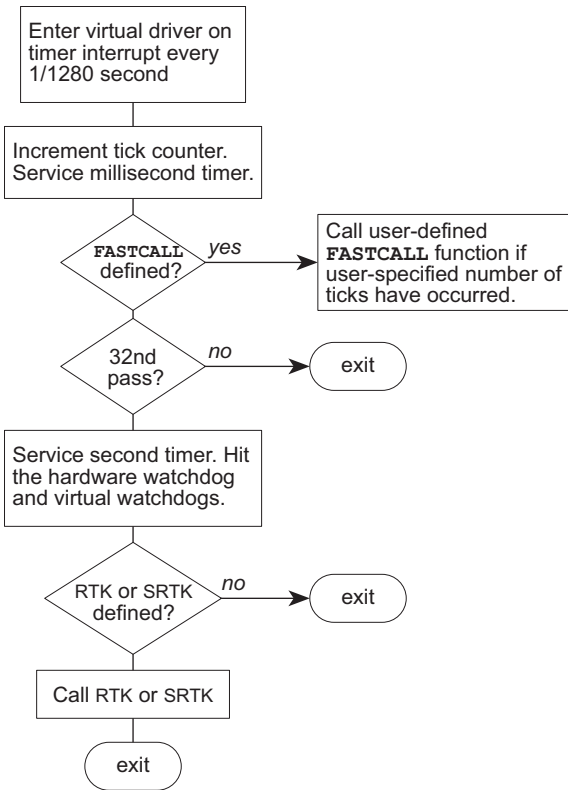 Enter virtual driver on
timer interrupt every
1/1280 second
Increment tick counter.
Service millisecond timer.
FASTCALL
defined?
yes
Call user-defined
FASTCALL function if
user-specified number of
ticks have occurred.
32nd
pass?
no
exit
Service second timer. Hit
the hardware watchdog
and virtual watchdogs.
RTK or SRTK
defined?
no
exit
Call RTK or SRTK
exit